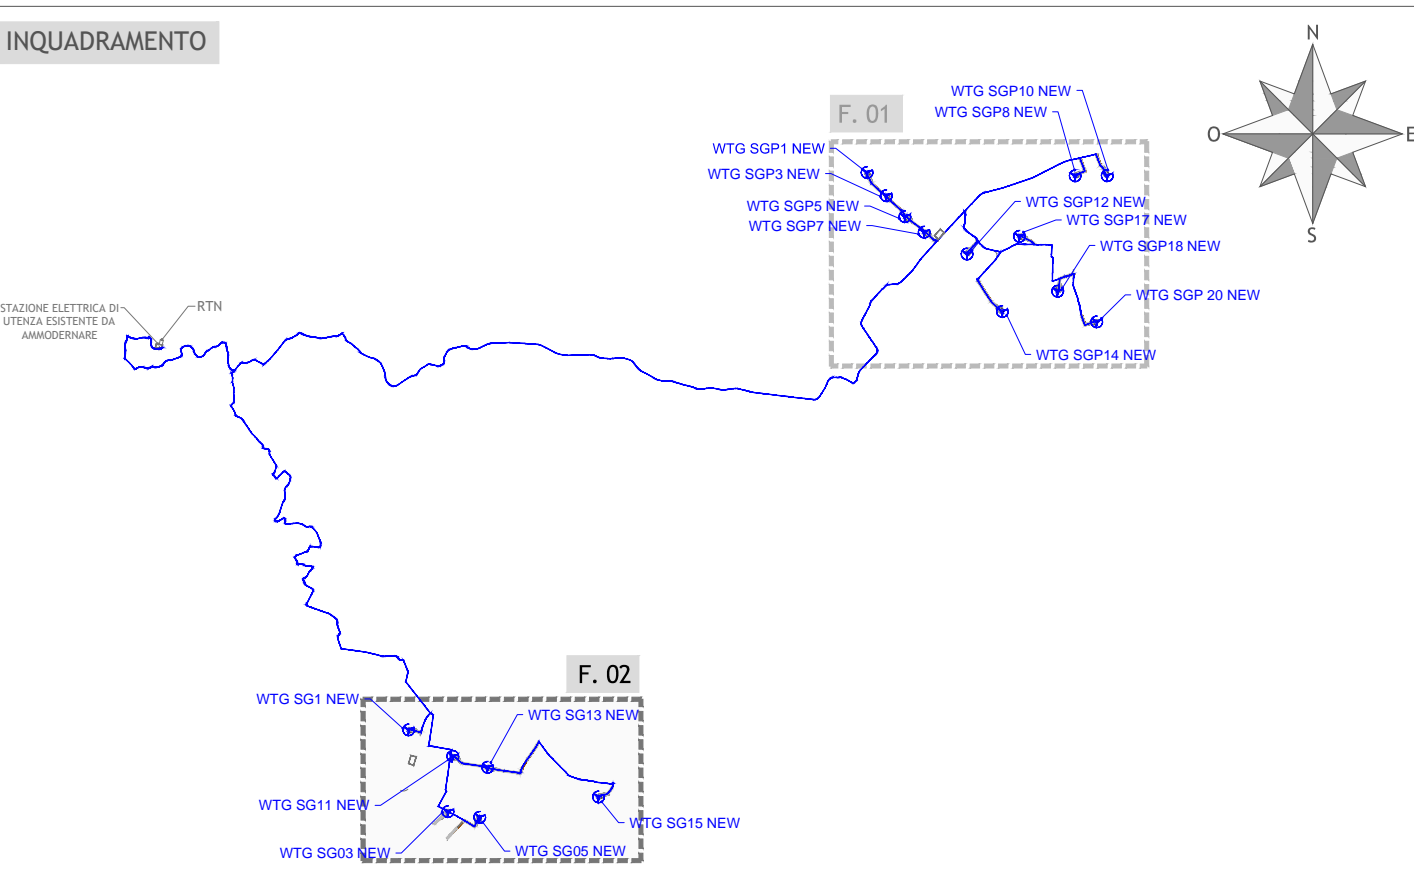 INQUADRAMENTO
N
O
E
S
F. 01
WTG SGP10 NEW
WTG SGP8 NEW
WTG SGP1 NEW
WTG SGP3 NEW
WTG SGP5 NEW
WTG SGP7 NEW
WTG SGP12 NEW
WTG SGP17 NEW
WTG SGP18 NEW
WTG SGP 20 NEW
WTG SGP14 NEW
STAZIONE ELETTRICA DI
UTENZA ESISTENTE DA
AMMODERNARE
RTN
F. 02
WTG SG1 NEW
WTG SG13 NEW
WTG SG11 NEW
WTG SG15 NEW
WTG SG03 NEW
WTG SG05 NEW